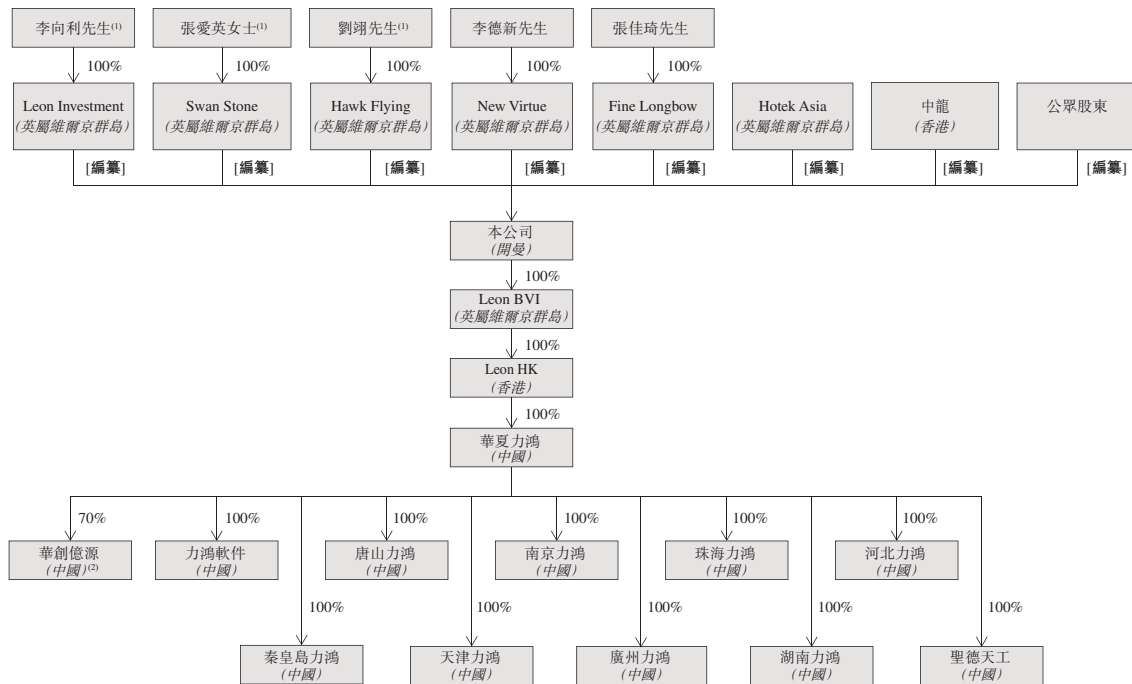 李向利先生(1)
張愛英女士(1)
劉翊先生(1)
李德新先生
張佳琦先生
100%
100%
100%
100%
100%
Leon Investment
(英屬維爾京群島)
Swan Stone
(英屬維爾京群島)
Hawk Flying
(英屬維爾京群島)
New Virtue
(英屬維爾京群島)
Fine Longbow
(英屬維爾京群島)
Hotek Asia
(英屬維爾京群島)
中龍
(香港)
公眾股東
[編纂]
[編纂]
[編纂]
[編纂]
[編纂]
[編纂]
[編纂]
[編纂]
本公司
(開曼)
100%
Leon BVI
(英屬維爾京群島)
100%
Leon HK
(香港)
100%
華夏力鴻
(中國)
70%
100%
100%
100%
100%
100%
華創億源
(中國)(2)
力鴻軟件
(中國)
唐山力鴻
(中國)
南京力鴻
(中國)
珠海力鴻
(中國)
河北力鴻
(中國)
100%
100%
100%
100%
100%
秦皇島力鴻
(中國)
天津力鴻
(中國)
廣州力鴻
(中國)
湖南力鴻
(中國)
聖德天工
(中國)